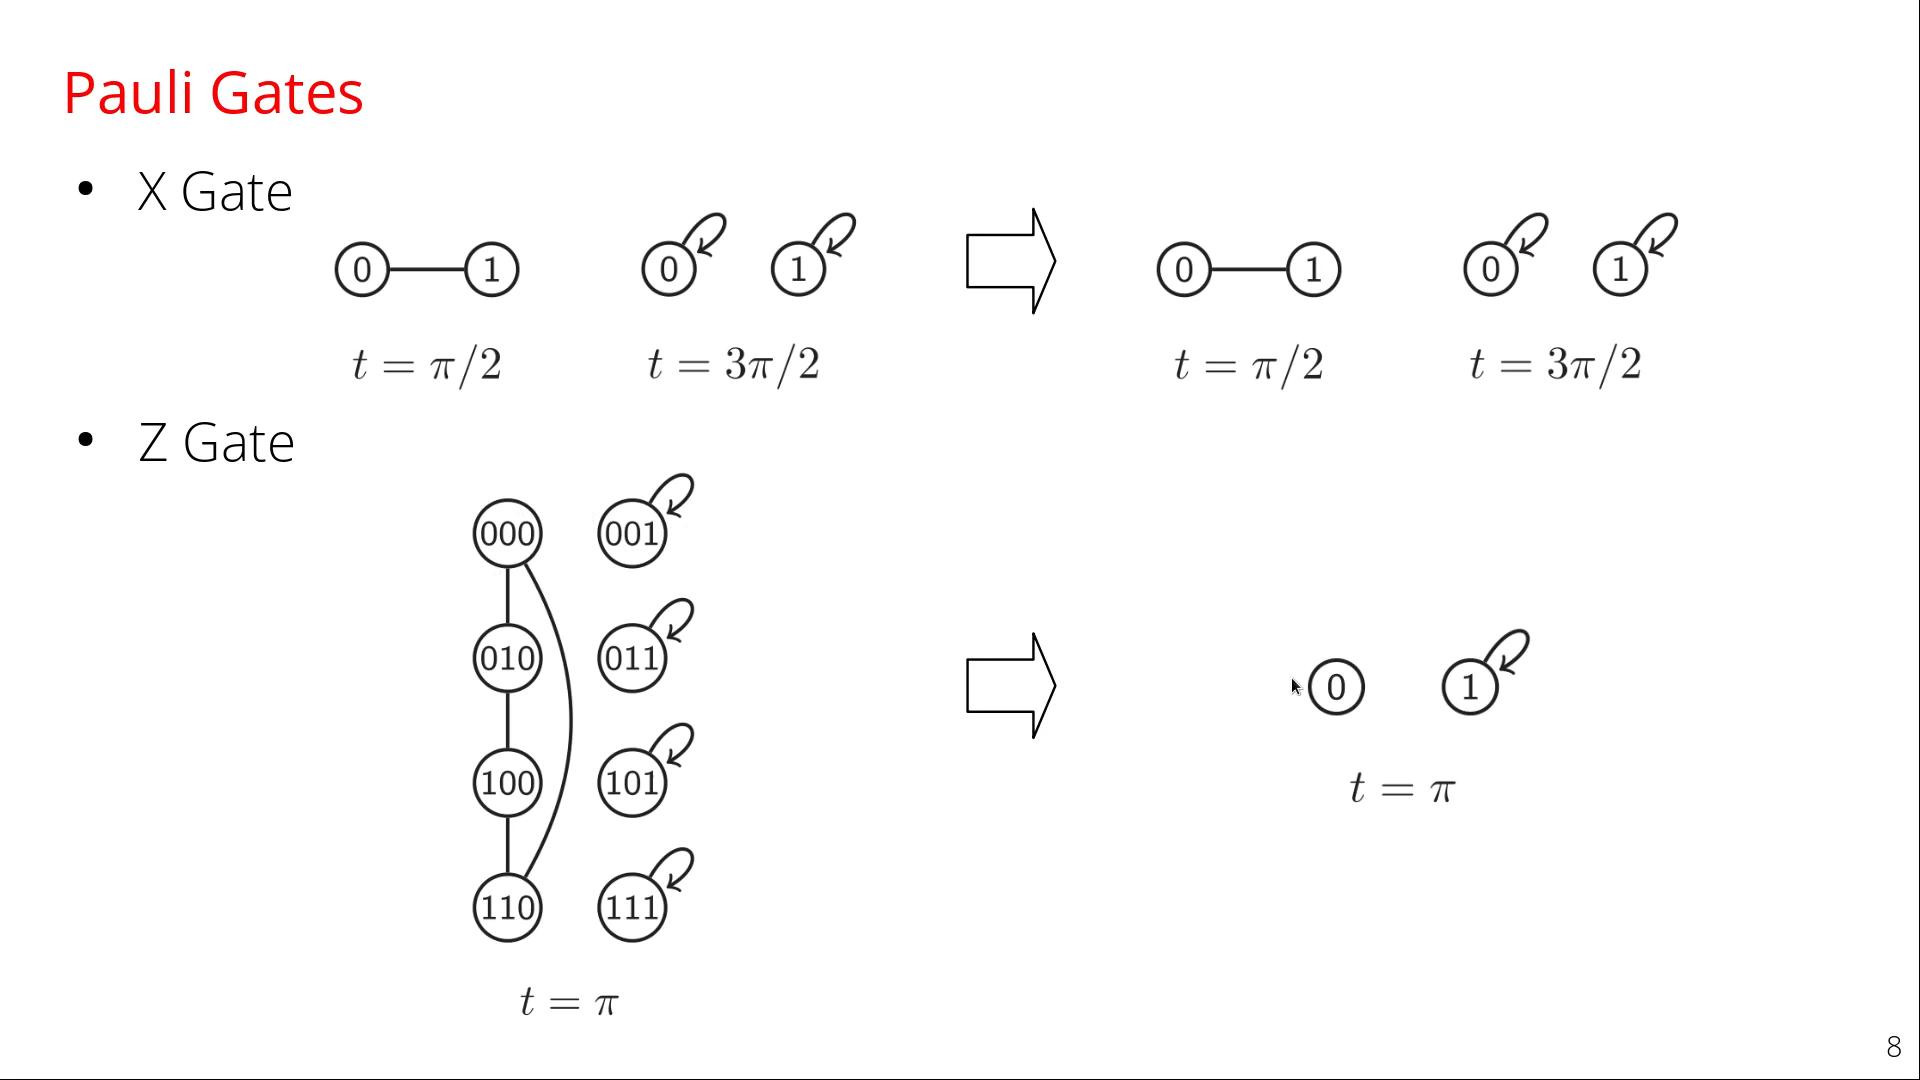 Pauli Gates
• X Gate
0 1 0 1 0 1 0 1
t = π/2 t = 3π/2 t = π/2 t = 3π/2
• Z Gate
000 001
010 011
0 1
100 101
t = π
110 111
t = π
8